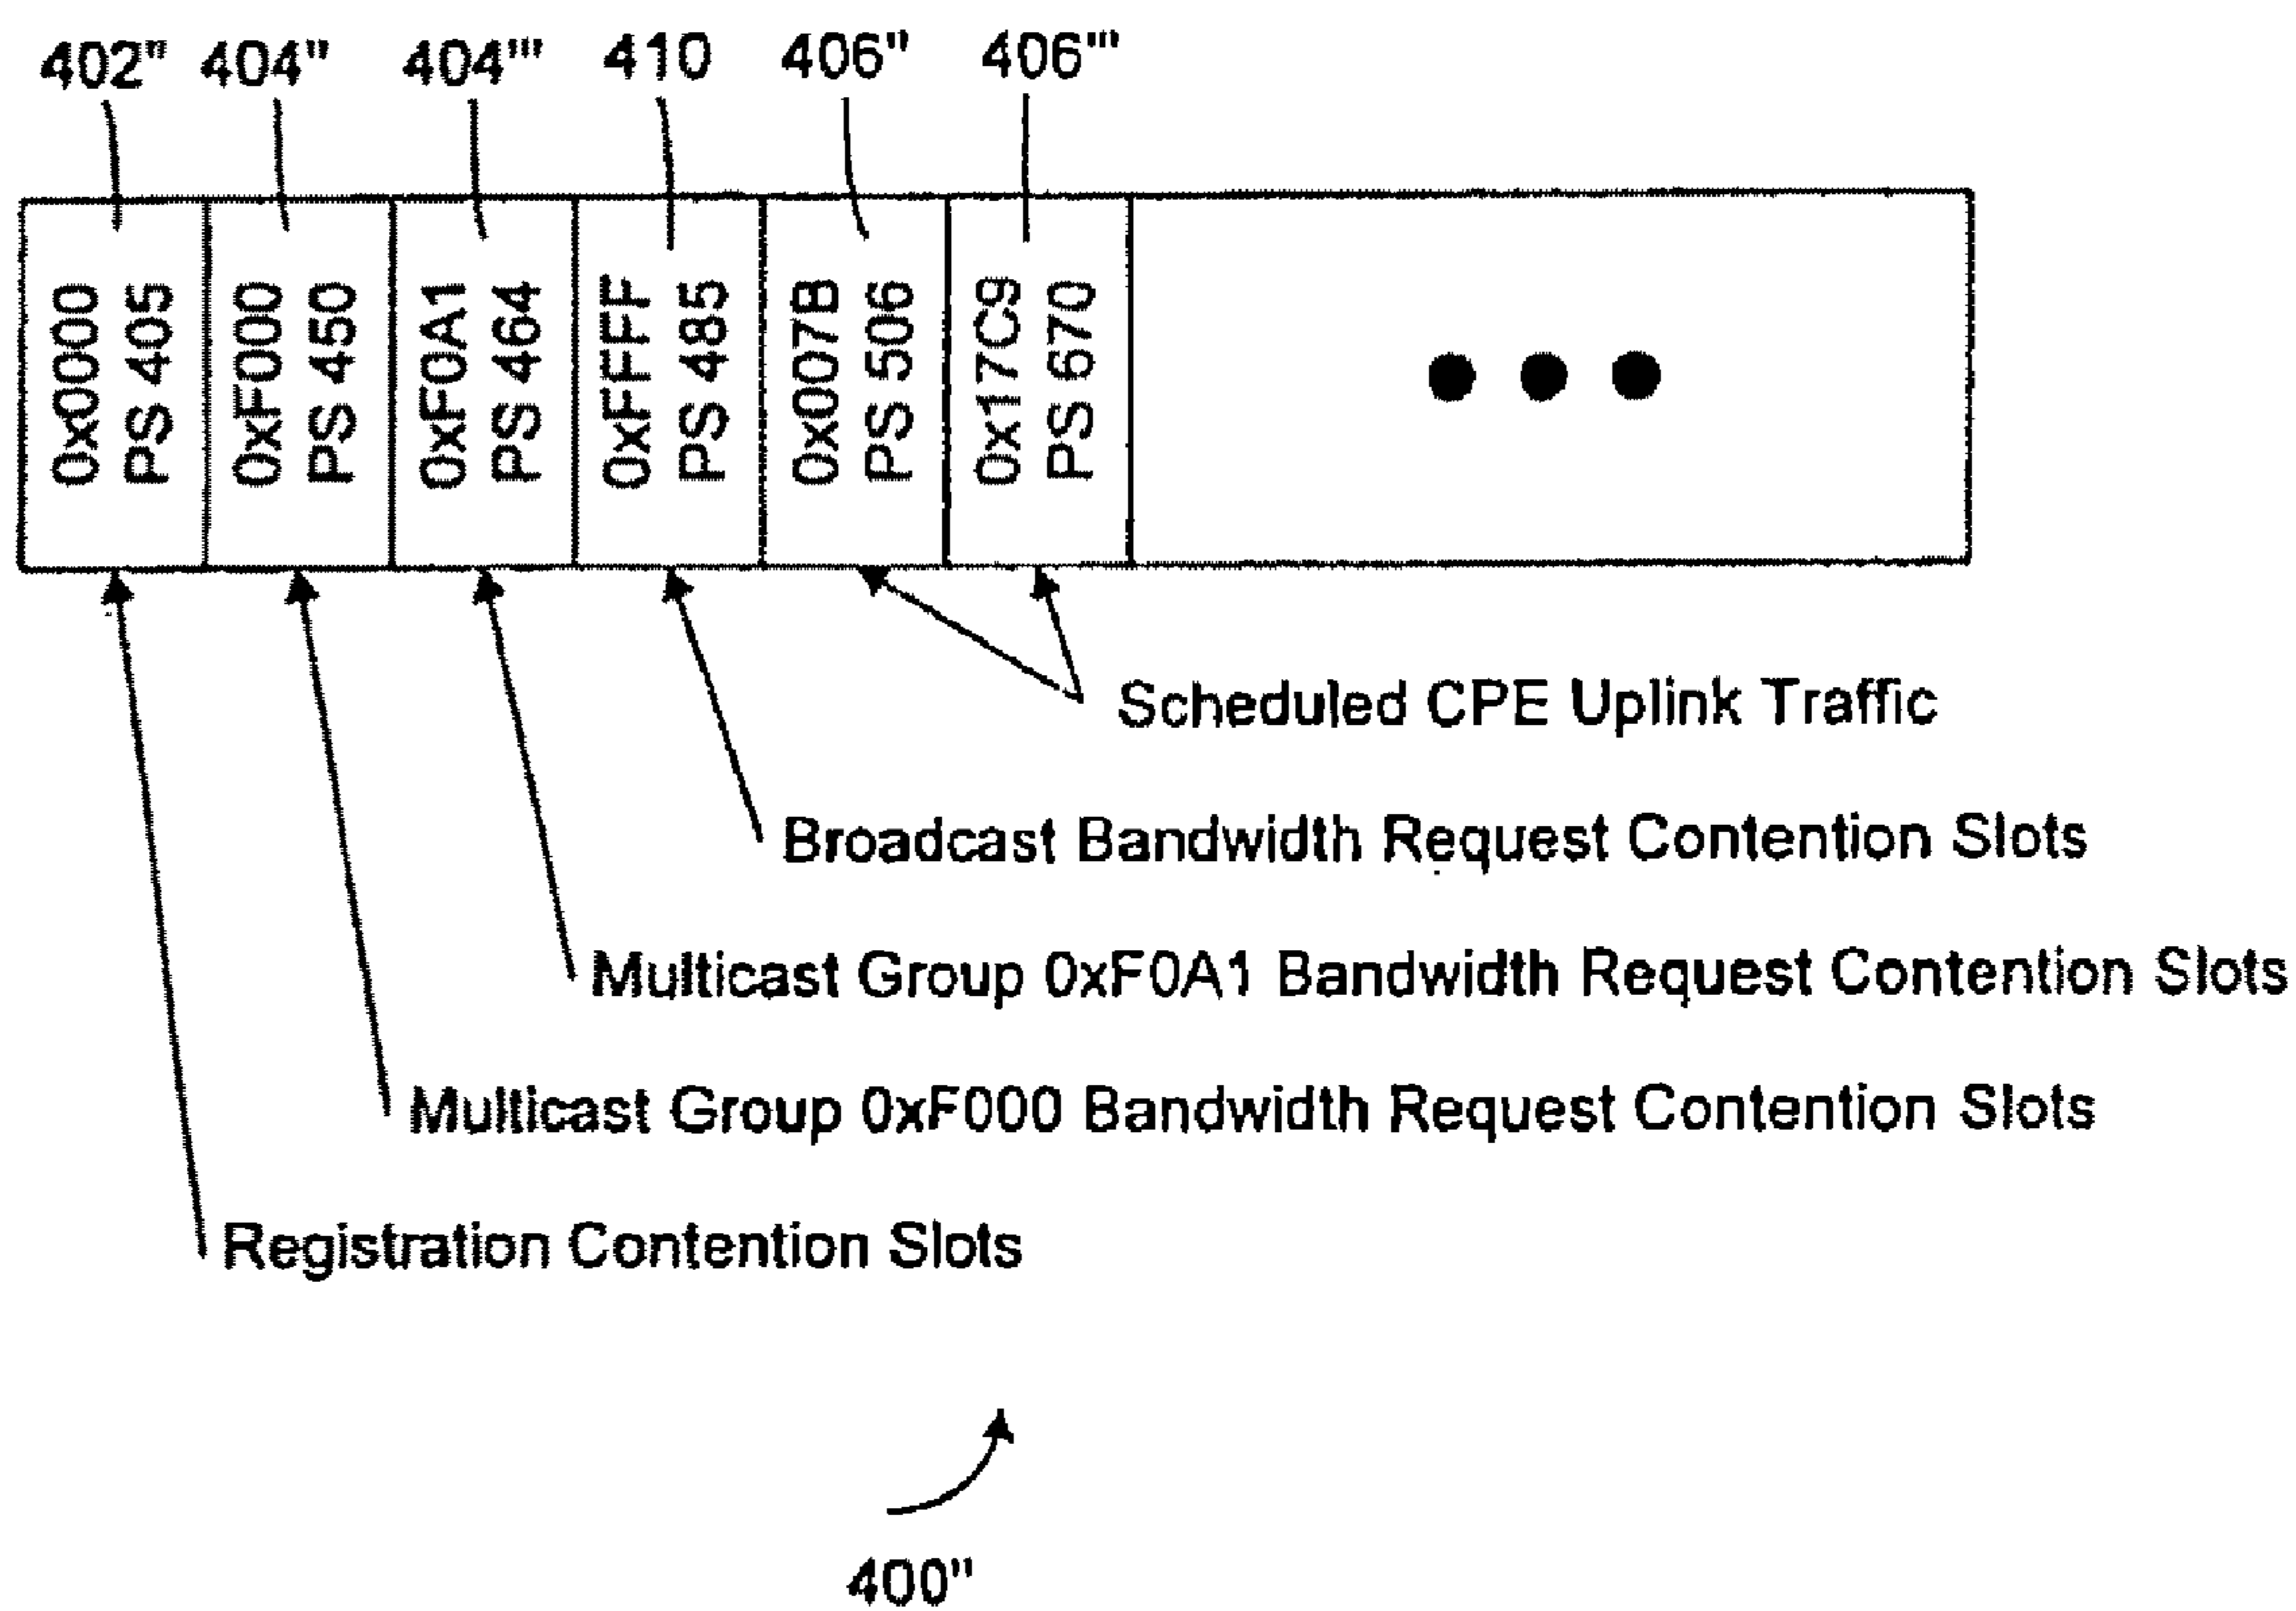 402" 404" 404''' 410 406" 406'''
0x0000
PS 405
0xF000
PS 450
0xF0A1
PS 464
0xFFFF
PS 485
0x007B
PS 506
0x17C9
PS 670
Scheduled CPE Uplink Traffic
Broadcast Bandwidth Request Contention Slots
Multicast Group 0xF0A1 Bandwidth Request Contention Slots
Multicast Group 0xF000 Bandwidth Request Contention Slots
Registration Contention Slots
400"